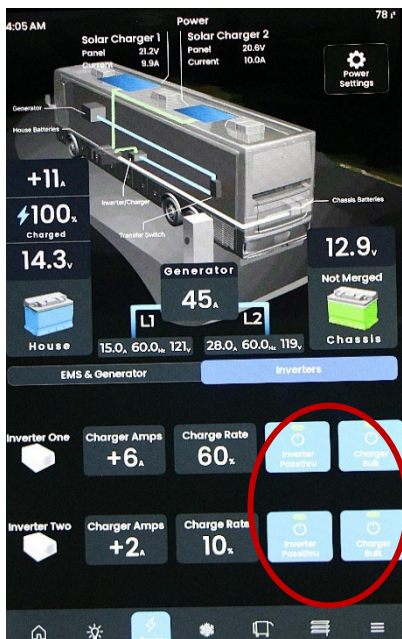 4:05 AM
Power
78 °F
Solar Charger 1
Solar Charger 2
Panel 21.2V
Panel 20.6V
Current 9.9A
Current 10.0A
Power
Settings
Generator
House Batteries
Inverter/Charger
Transfer Switch
Chassis Batteries
+11A
100%
Charged
14.3V
House
Generator
45A
L1
L2
15.0A 60.0Hz 121V
28.0A 60.0Hz 119V
12.9V
Not Merged
Chassis
EMS & Generator
Inverters
Inverter One
Charger Amps
+6A
Charge Rate
60%
Inverter
Passthru
Charger
Bulk
Inverter Two
Charger Amps
+2A
Charge Rate
10%
Inverter
Passthru
Charger
Bulk